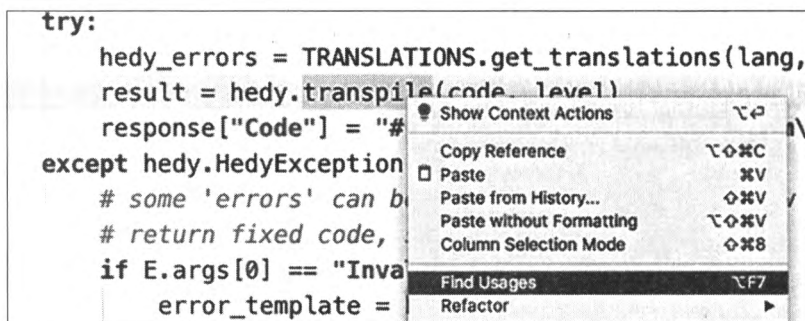 try:
hedy_errors = TRANSLATIONS.get_translations(lang,
result = hedy.transpile(code, level)
response["Code"] = "#
except hedy.HedyException
# some 'errors' can b
# return fixed code,
if E.args[0] == "Inva
error_template =
Show Context Actions ⌥⏎
Copy Reference ⌥⇧⌘C
Paste ⌘V
Paste from History... ⇧⌘V
Paste without Formatting ⌥⇧⌘V
Column Selection Mode ⇧⌘8
Find Usages ⌥F7
Refactor